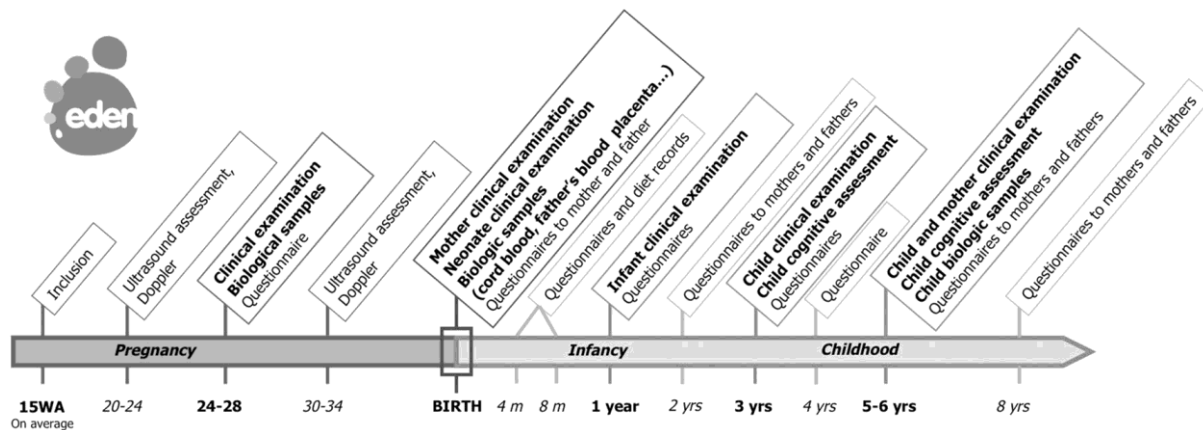 eden
Inclusion
Ultrasound assessment,
Doppler
Clinical examination
Biological samples
Questionnaire
Ultrasound assessment,
Doppler
Mother clinical examination
Neonate clinical examination
Biologic samples
(cord blood, father's blood, placenta...)
Questionnaires to mother and father
Questionnaires and diet records
Infant clinical examination
Questionnaires
Questionnaires to mothers and fathers
Child clinical examination
Child cognitive assessment
Questionnaires
Questionnaire
Child and mother clinical examination
Child cognitive assessment
Child biologic samples
Questionnaires to mothers and fathers
Questionnaires to mothers and fathers
Pregnancy Infancy Childhood
15WA 20-24 24-28 30-34 BIRTH 4 m 8 m 1 year 2 yrs 3 yrs 4 yrs 5-6 yrs 8 yrs
On average